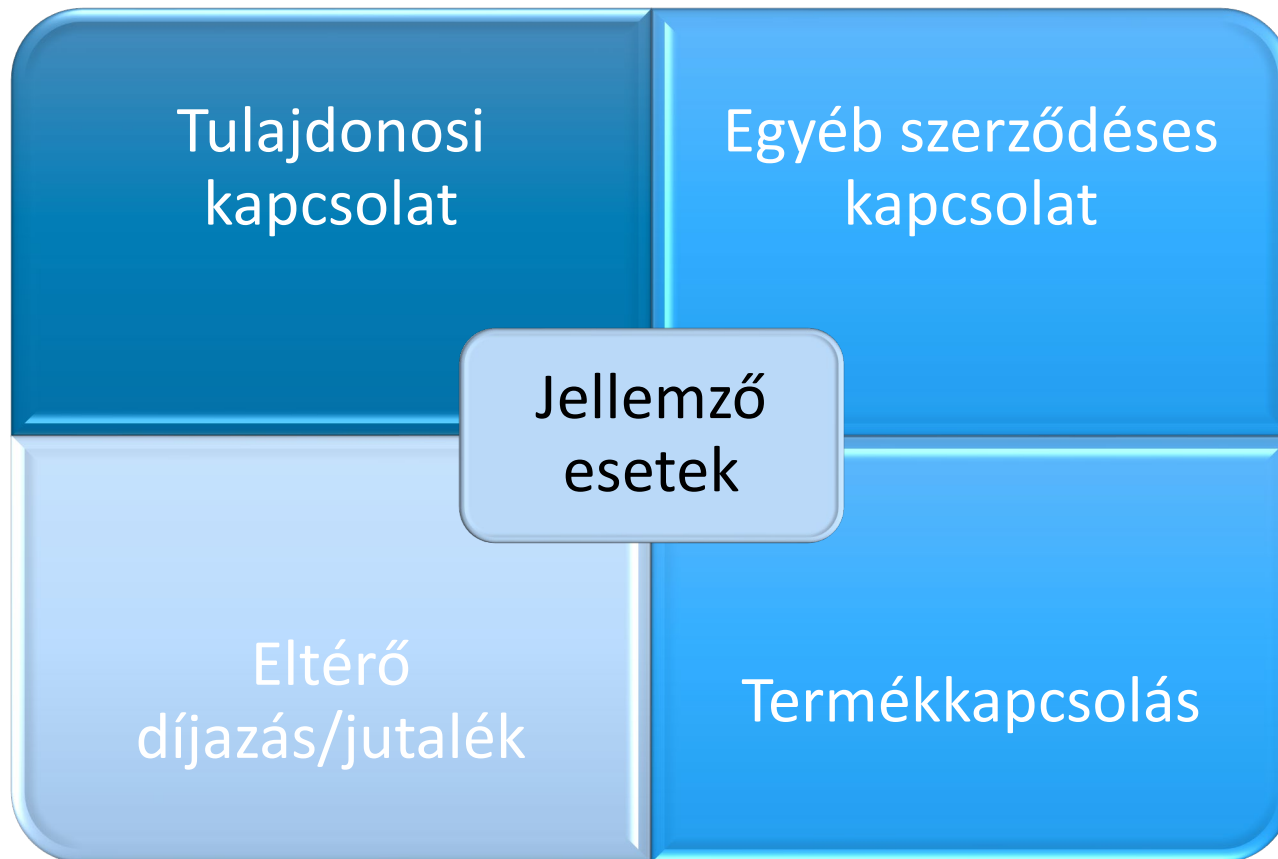 Tulajdonosi
kapcsolat
Egyéb szerződéses
kapcsolat
Jellemző
esetek
Eltérő
díjazás/jutalék
Termékkapcsolás